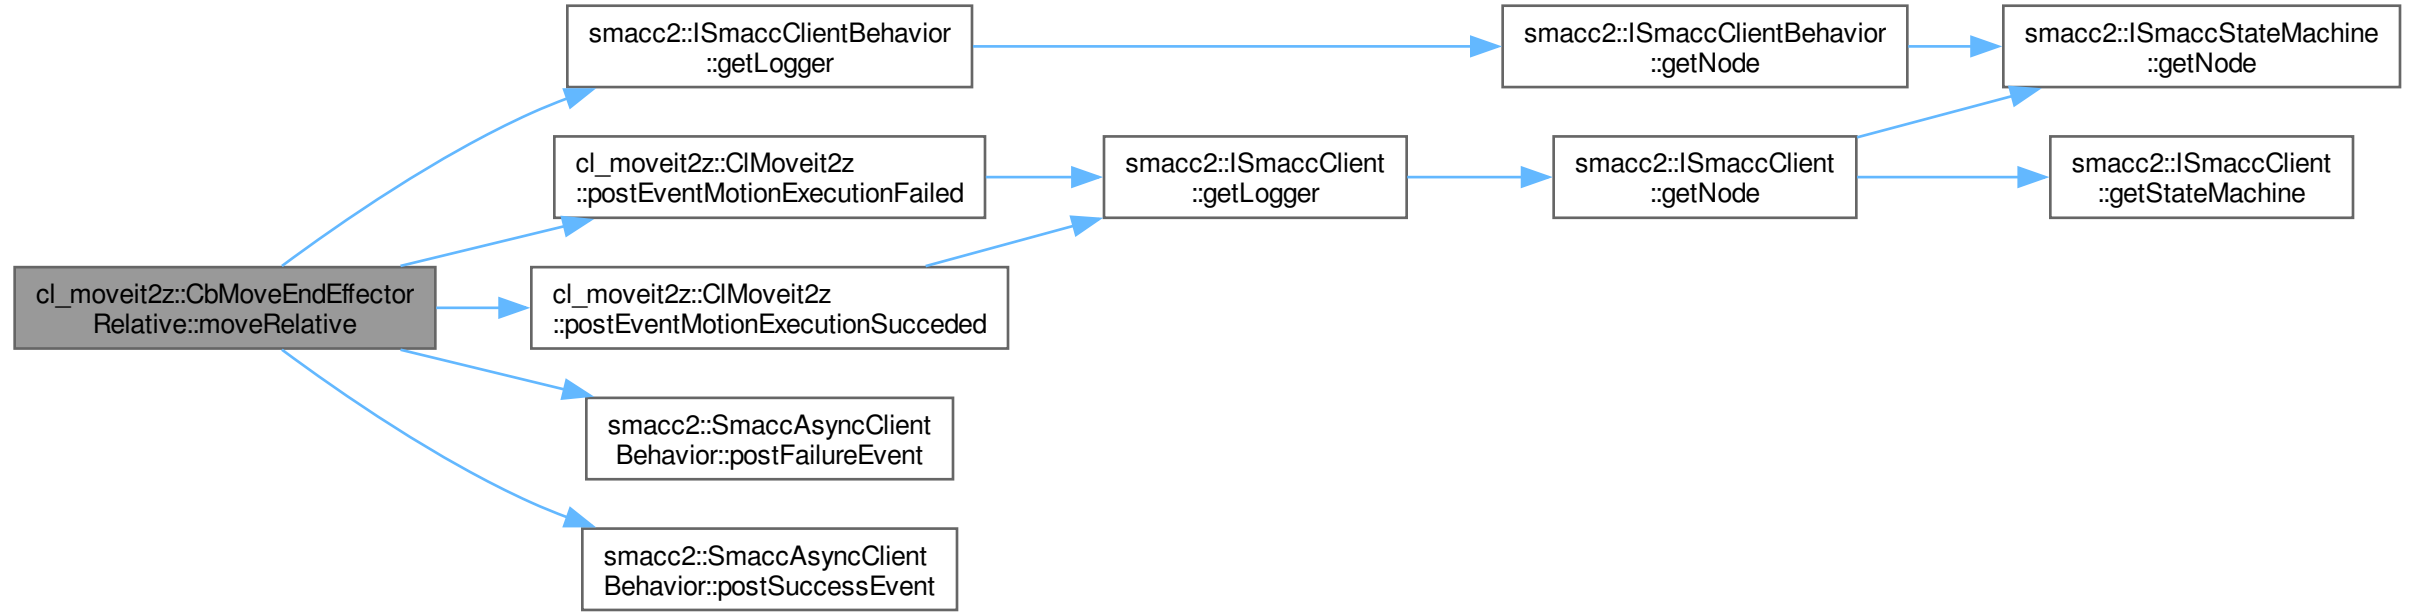 smacc2::ISmaccClientBehavior
::getLogger
smacc2::ISmaccClientBehavior
::getNode
smacc2::ISmaccStateMachine
::getNode
cl_moveit2z::ClMoveit2z
::postEventMotionExecutionFailed
smacc2::ISmaccClient
::getLogger
smacc2::ISmaccClient
::getNode
smacc2::ISmaccClient
::getStateMachine
cl_moveit2z::CbMoveEndEffector
Relative::moveRelative
cl_moveit2z::ClMoveit2z
::postEventMotionExecutionSucceded
smacc2::SmaccAsyncClient
Behavior::postFailureEvent
smacc2::SmaccAsyncClient
Behavior::postSuccessEvent